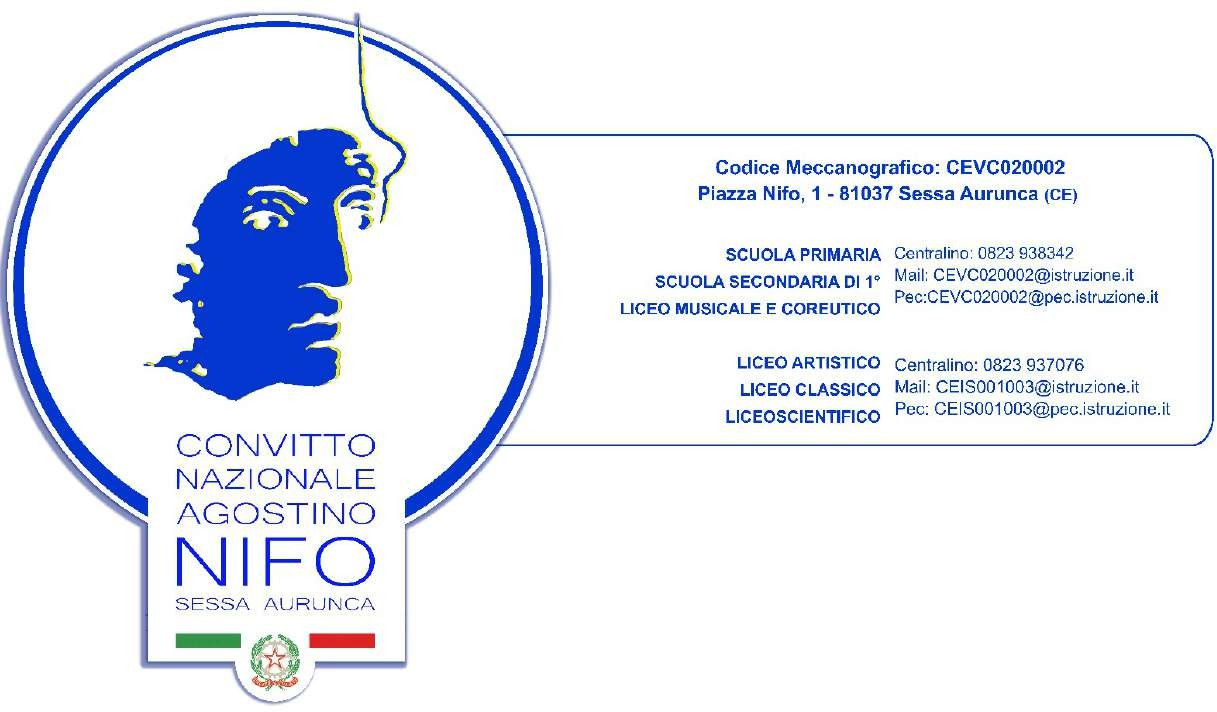 Codice Meccanografico: CEVC020002
Piazza Nifo, 1 - 81037 Sessa Aurunca (CE)
SCUOLA PRIMARIA
SCUOLA SECONDARIA DI 1°
LICEO MUSICALE E COREUTICO
Centralino: 0823 938342
Mail: CEVC020002@istruzione.it
Pec:CEVC020002@pec.istruzione.it
LICEO ARTISTICO
LICEO CLASSICO
LICEOSCIENTIFICO
Centralino: 0823 937076
Mail: CEIS001003@istruzione.it
Pec: CEIS001003@pec.istruzione.it
CONVITTO
NAZIONALE
AGOSTINO
NIFO
SESSA AURUNCA